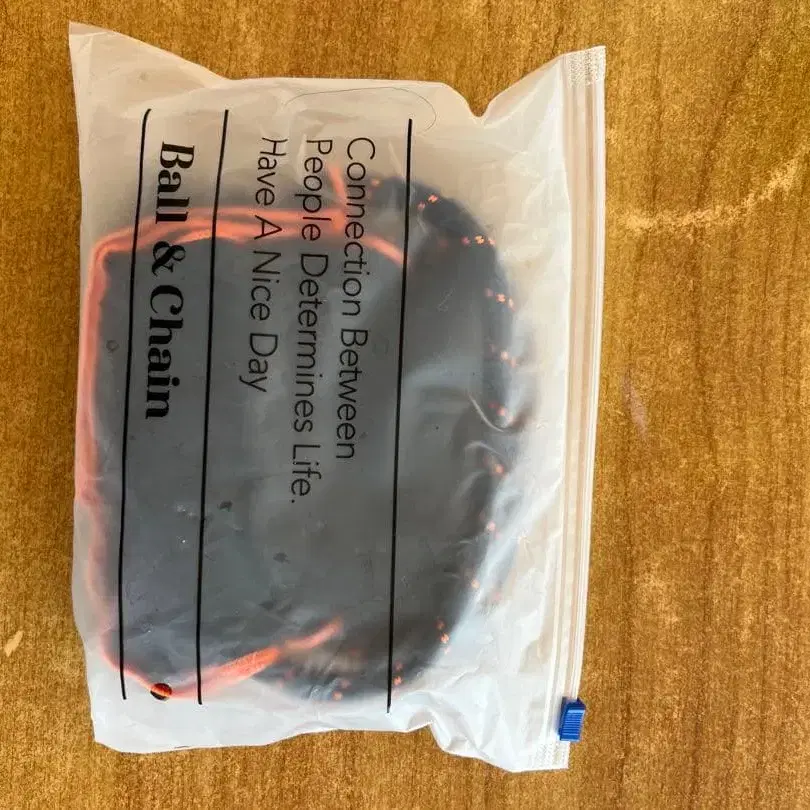 Connection Between
People Determines Life.
Have A Nice Day
Ball & Chain